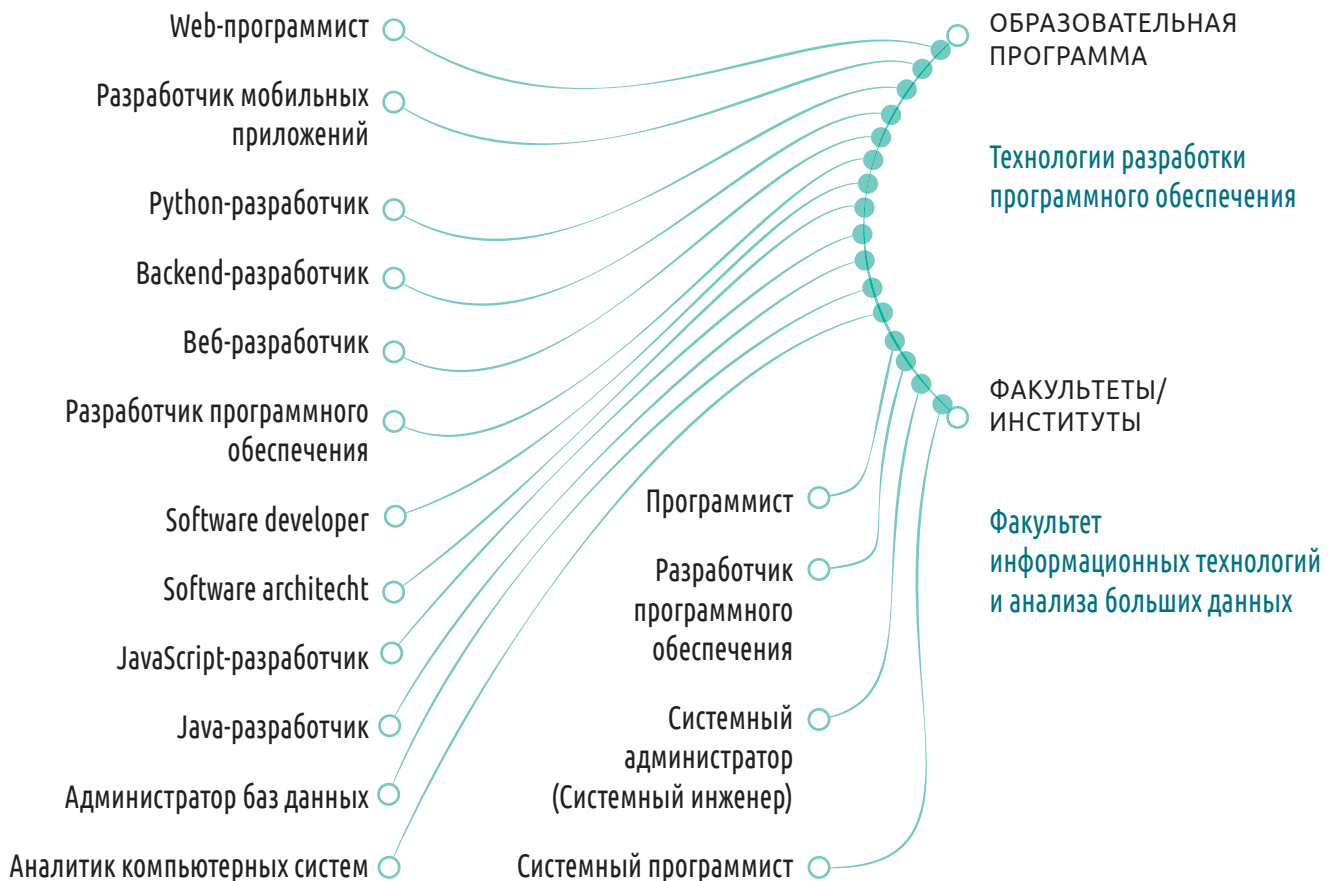 Web-программист
Разработчик мобильных
приложений
Python-разработчик
Backend-разработчик
Веб-разработчик
Разработчик программного
обеспечения
Software developer
Software architecht
JavaScript-разработчик
Java-разработчик
Администратор баз данных
Аналитик компьютерных систем
Программист
Разработчик
программного
обеспечения
Системный
администратор
(Системный инженер)
Системный программист
ОБРАЗОВАТЕЛЬНАЯ
ПРОГРАММА
Технологии разработки
программного обеспечения
ФАКУЛЬТЕТЫ/
ИНСТИТУТЫ
Факультет
информационных технологий
и анализа больших данных